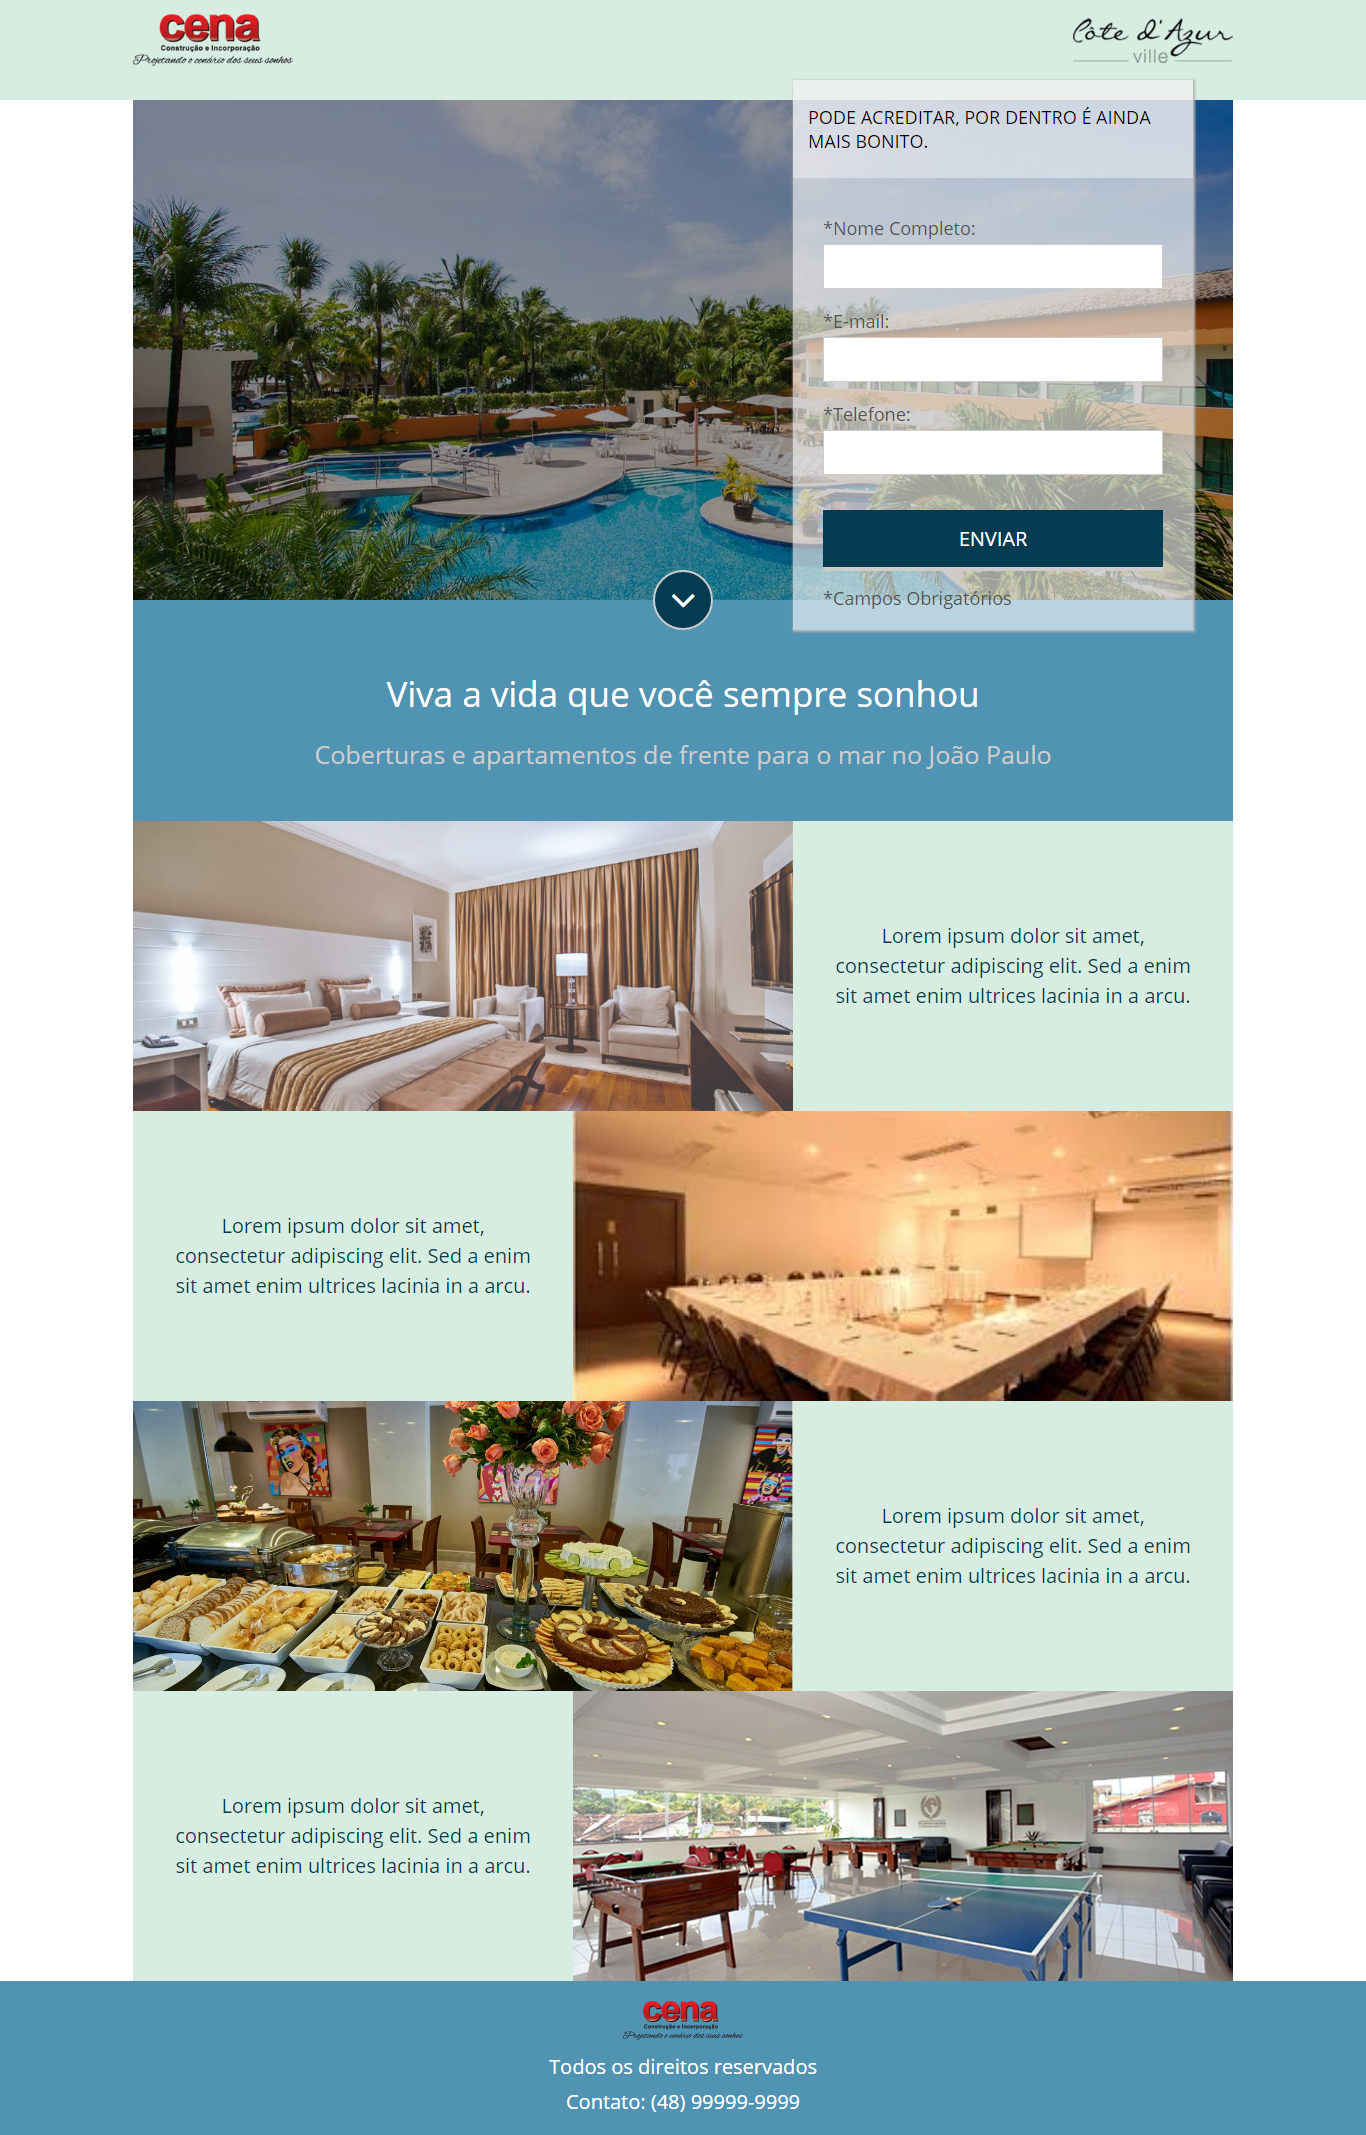 cena
Construção e Incorporação
Projetando o cenário dos seus sonhos
Côte d'Azur
ville
PODE ACREDITAR, POR DENTRO É AINDA
MAIS BONITO.
*Nome Completo:
*E-mail:
*Telefone:
ENVIAR
*Campos Obrigatórios
Viva a vida que você sempre sonhou
Coberturas e apartamentos de frente para o mar no João Paulo
Lorem ipsum dolor sit amet,
consectetur adipiscing elit. Sed a enim
sit amet enim ultrices lacinia in a arcu.
Lorem ipsum dolor sit amet,
consectetur adipiscing elit. Sed a enim
sit amet enim ultrices lacinia in a arcu.
Lorem ipsum dolor sit amet,
consectetur adipiscing elit. Sed a enim
sit amet enim ultrices lacinia in a arcu.
Lorem ipsum dolor sit amet,
consectetur adipiscing elit. Sed a enim
sit amet enim ultrices lacinia in a arcu.
cena
Construção e Incorporação
Projetando o cenário dos seus sonhos
Todos os direitos reservados
Contato: (48) 99999-9999